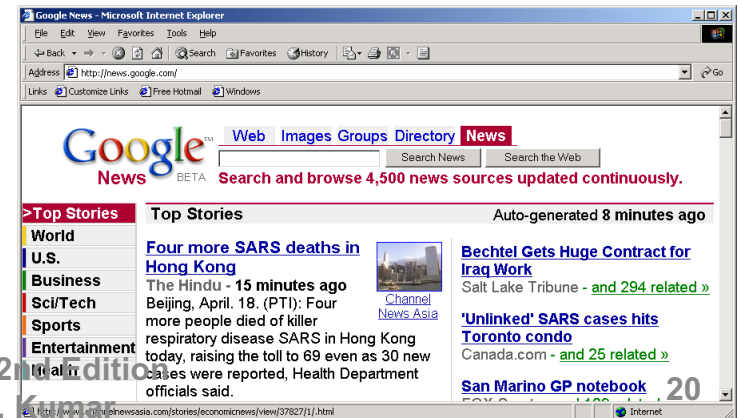 Google News - Microsoft Internet Explorer
File Edit View Favorites Tools Help
Back Search Favorites History
Address http://news.google.com/ Go
Links Customize Links Free Hotmail Windows
Google™ Web Images Groups Directory News
Search News Search the Web
News BETA Search and browse 4,500 news sources updated continuously.
>Top Stories
World
U.S.
Business
Sci/Tech
Sports
Entertainment
Health
Top Stories Auto-generated 8 minutes ago
Four more SARS deaths in
Hong Kong
The Hindu - 15 minutes ago
Beijing, April. 18. (PTI): Four
more people died of killer
respiratory disease SARS in Hong Kong
today, raising the toll to 69 even as 30 new
cases were reported, Health Department
officials said.
Channel
News Asia
Bechtel Gets Huge Contract for
Iraq Work
Salt Lake Tribune - and 294 related »
'Unlinked' SARS cases hits
Toronto condo
Canada.com - and 25 related »
San Marino GP notebook
2nd Edition
. Kumar
20
Internet